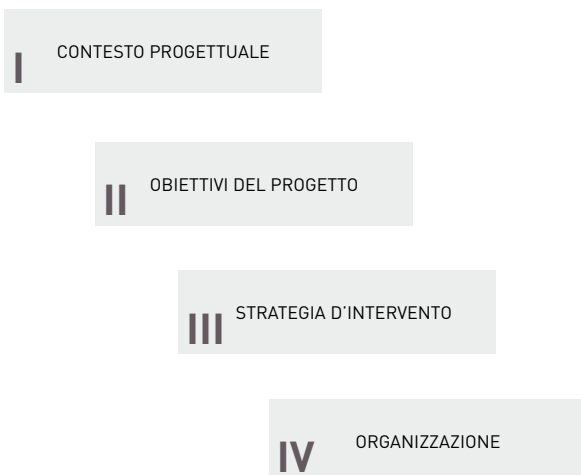 I CONTESTO PROGETTUALE
II OBIETTIVI DEL PROGETTO
III STRATEGIA D'INTERVENTO
IV ORGANIZZAZIONE